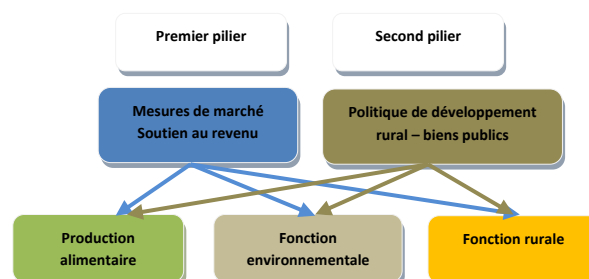 Premier pilier
Second pilier
Mesures de marché
Soutien au revenu
Politique de développement
rural – biens publics
Production
alimentaire
Fonction
environnementale
Fonction rurale